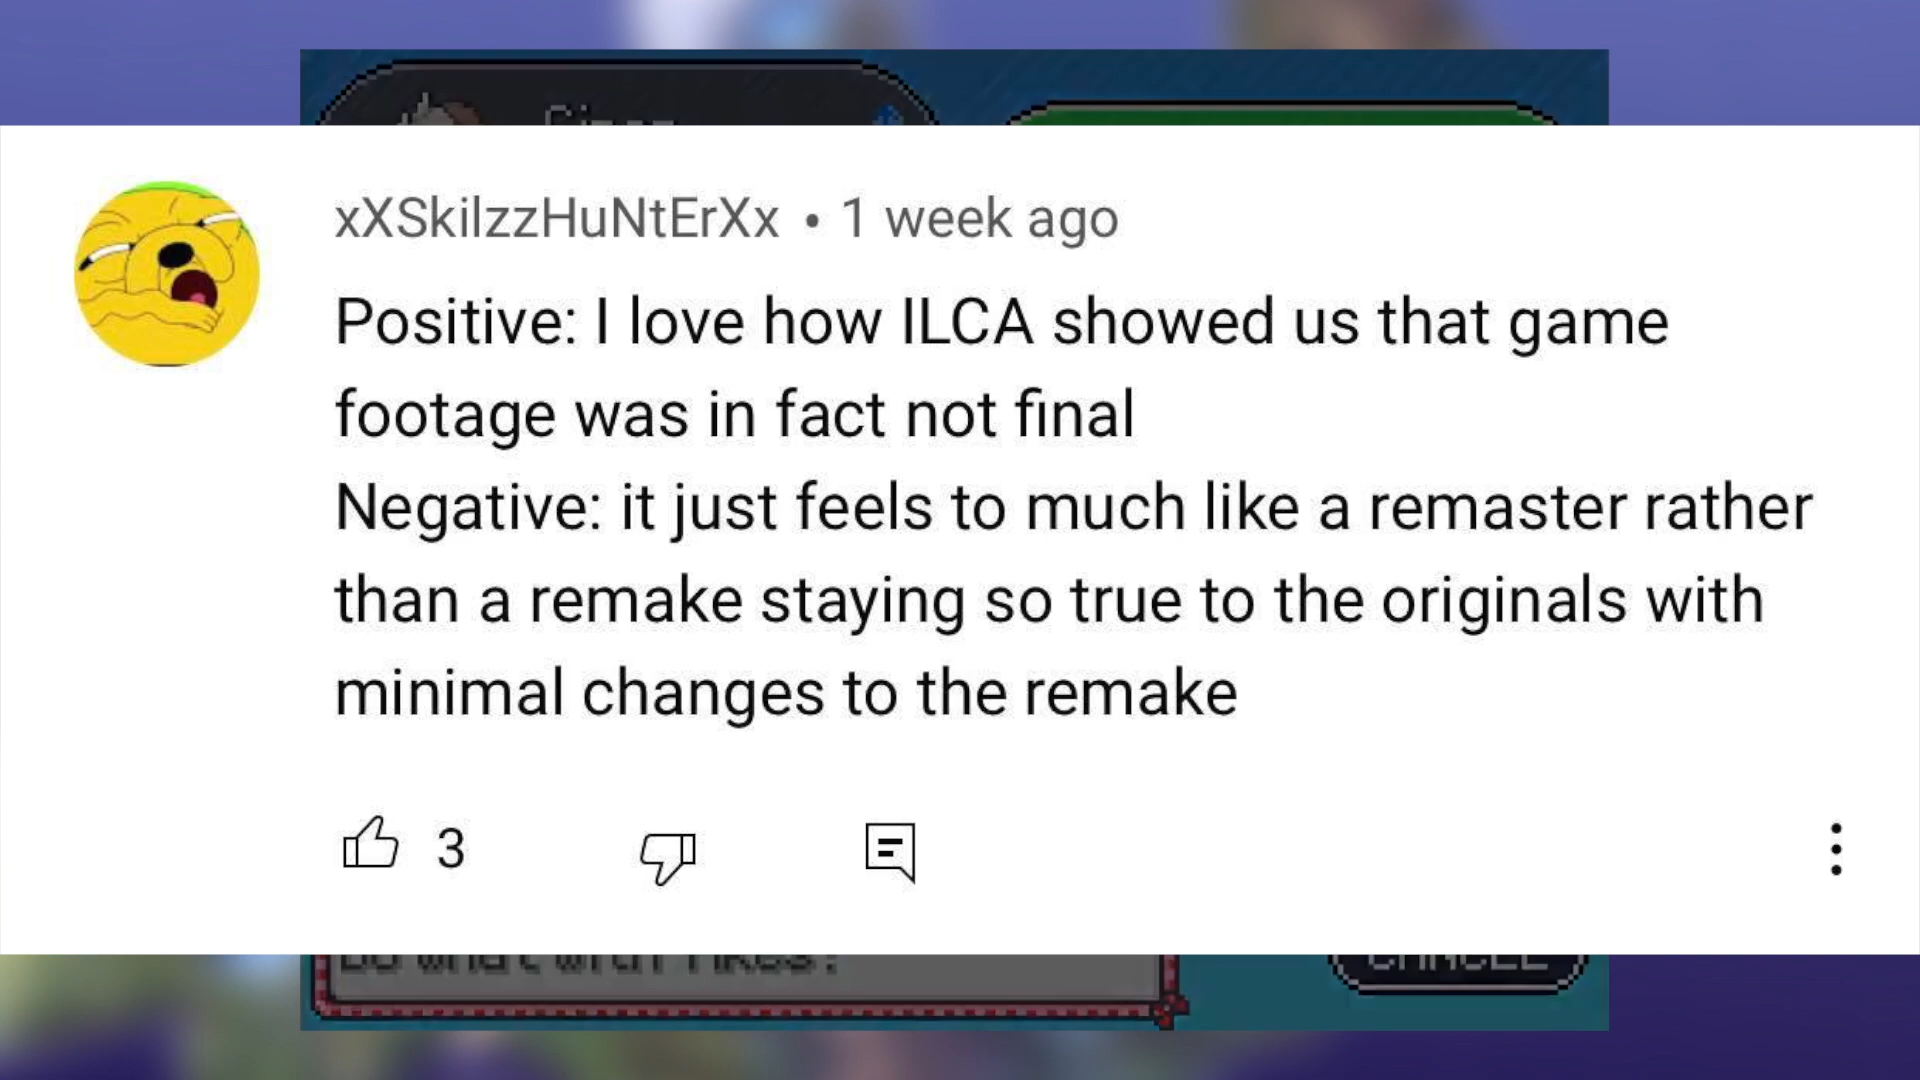 xXSkilzzHuNtErXx • 1 week ago
Positive: I love how ILCA showed us that game
footage was in fact not final
Negative: it just feels to much like a remaster rather
than a remake staying so true to the originals with
minimal changes to the remake
3
CANCEL